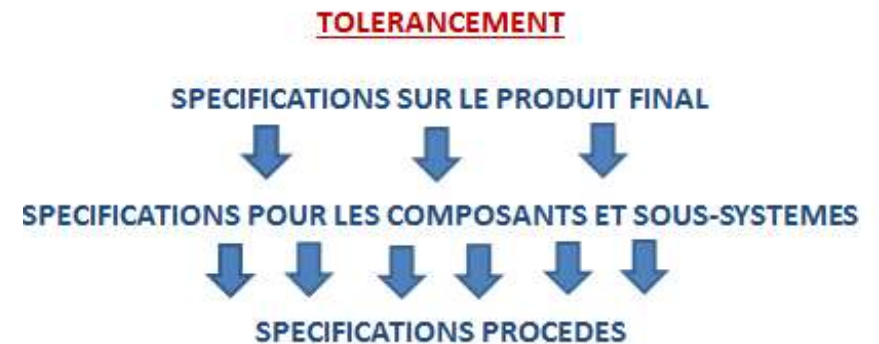 TOLERANCEMENT
SPECIFICATIONS SUR LE PRODUIT FINAL
SPECIFICATIONS POUR LES COMPOSANTS ET SOUS-SYSTEMES
SPECIFICATIONS PROCEDES